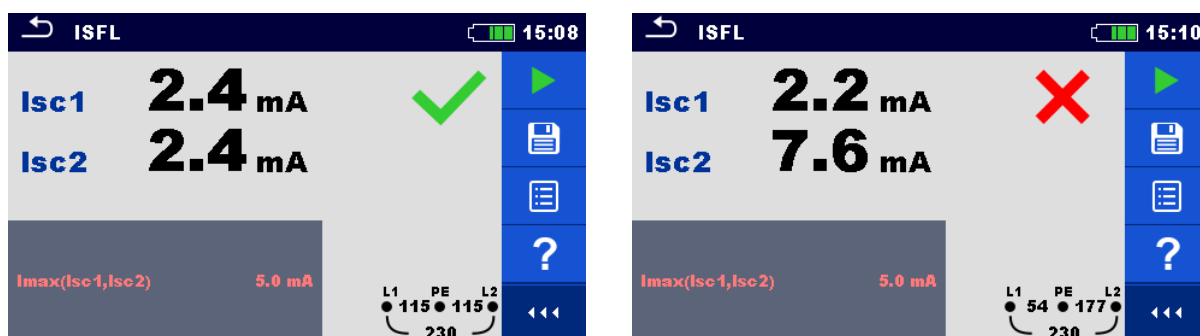 ISFL 15:08
Isc1 2.4 mA
Isc2 2.4 mA
?
Imax(Isc1,Isc2) 5.0 mA
L1 PE L2
115 115
230
ISFL 15:10
Isc1 2.2 mA
Isc2 7.6 mA
?
Imax(Isc1,Isc2) 5.0 mA
L1 PE L2
54 177
230